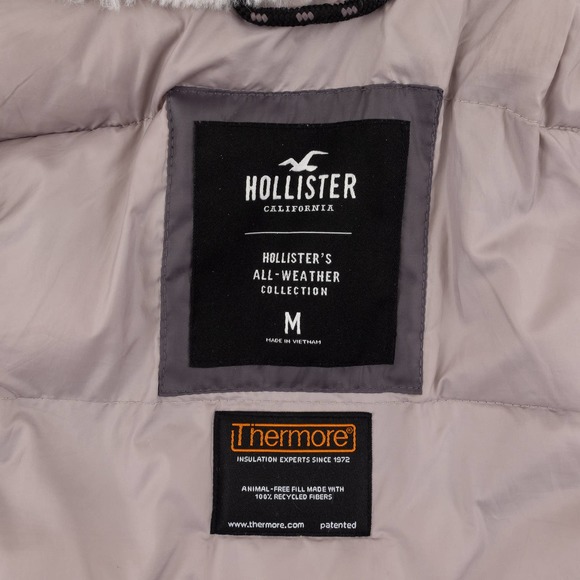 HOLLISTER
CALIFORNIA
HOLLISTER'S
ALL-WEATHER
COLLECTION
M
MADE IN VIETNAM
Thermore®
INSULATION EXPERTS SINCE 1972
ANIMAL-FREE FILL MADE WITH
100% RECYCLED FIBERS
www.thermore.com patented